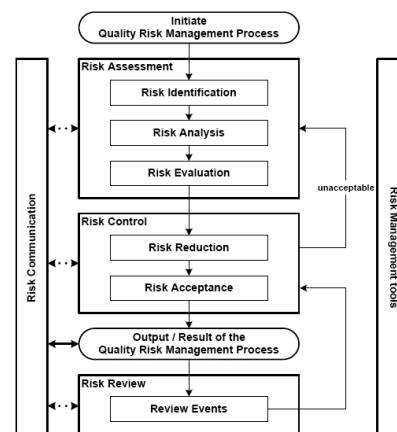 Initiate
Quality Risk Management Process
Risk Assessment
Risk Identification
Risk Analysis
Risk Evaluation
unacceptable
Risk Control
Risk Reduction
Risk Acceptance
Output / Result of the
Quality Risk Management Process
Risk Review
Review Events
Risk Communication
Risk Management tools